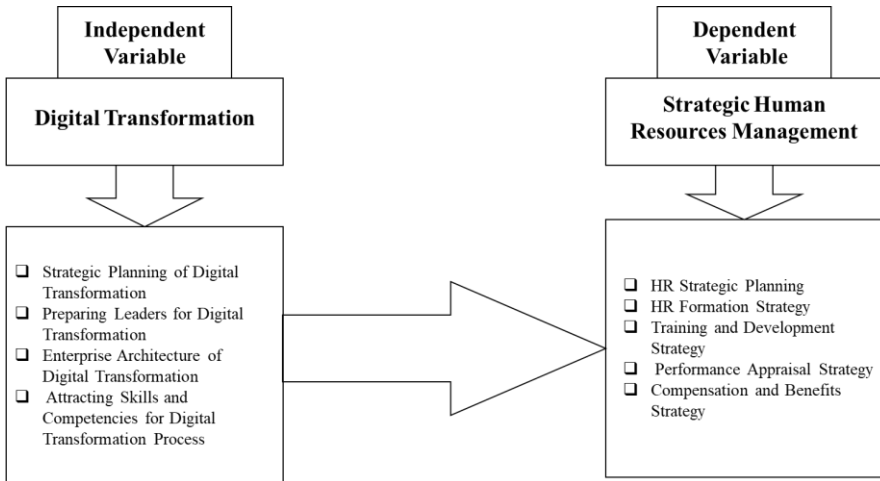 Independent
Variable
Digital Transformation
❑ Strategic Planning of Digital
Transformation
❑ Preparing Leaders for Digital
Transformation
❑ Enterprise Architecture of
Digital Transformation
❑ Attracting Skills and
Competencies for Digital
Transformation Process
Dependent
Variable
Strategic Human
Resources Management
❑ HR Strategic Planning
❑ HR Formation Strategy
❑ Training and Development
Strategy
❑ Performance Appraisal Strategy
❑ Compensation and Benefits
Strategy